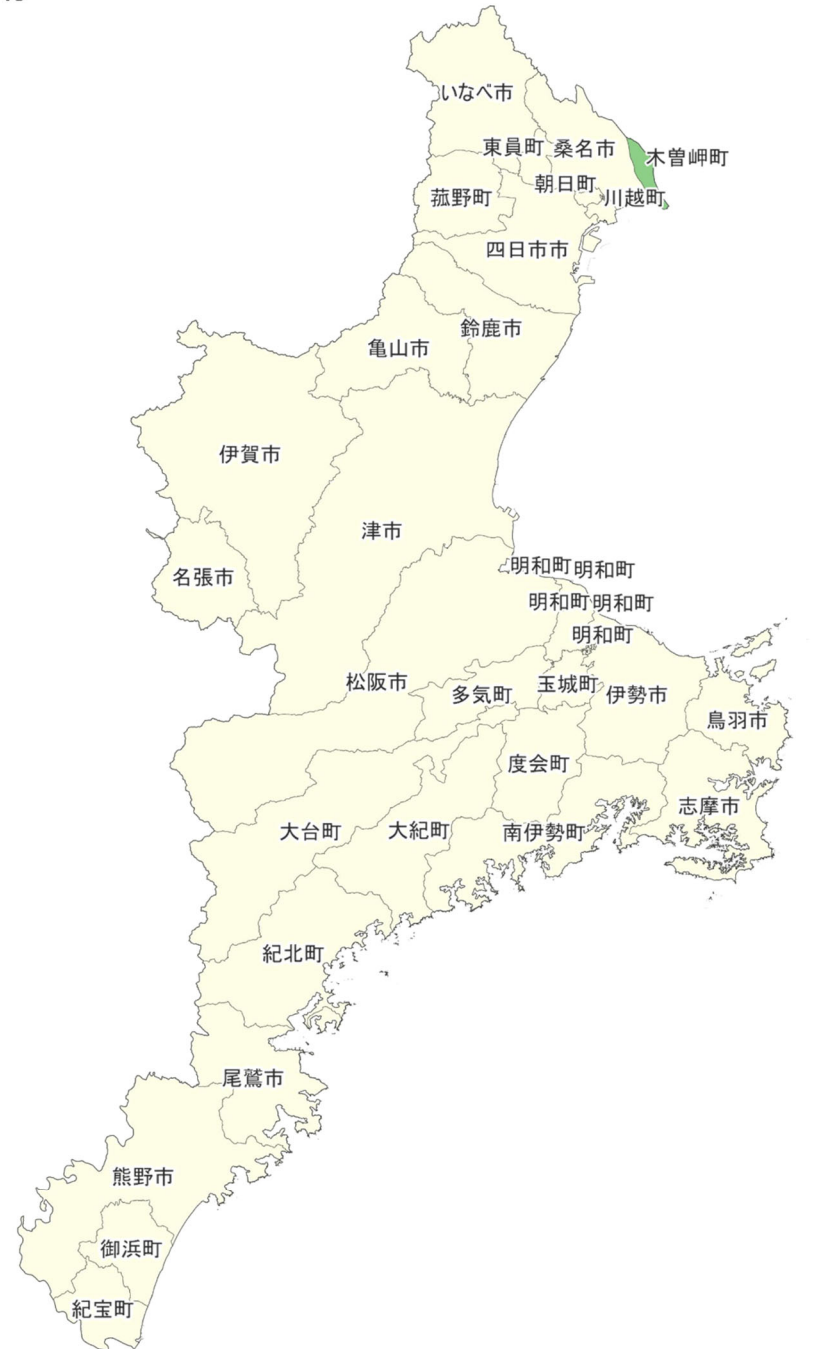 いなべ市
東員町
桑名市
木曽岬町
朝日町
菰野町
川越町
四日市市
鈴鹿市
亀山市
伊賀市
津市
明和町
明和町
名張市
明和町
明和町
明和町
松阪市
多気町
玉城町
伊勢市
鳥羽市
度会町
志摩市
大台町
大紀町
南伊勢町
紀北町
尾鷲市
熊野市
御浜町
紀宝町